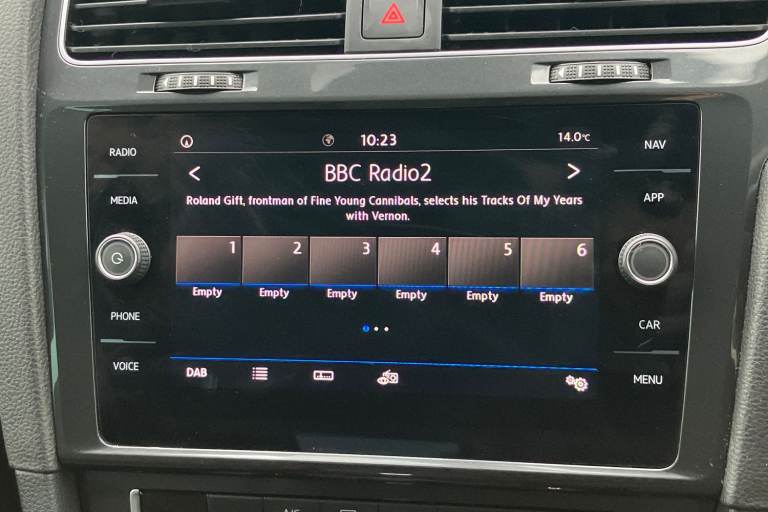 10:23
14.0°C
RADIO
NAV
< BBC Radio2 >
MEDIA
APP
Roland Gift, frontman of Fine Young Cannibals, selects his Tracks Of My Years
with Vernon.
1 2 3 4 5 6
Empty Empty Empty Empty Empty Empty
PHONE
CAR
VOICE
DAB
MENU
A/C